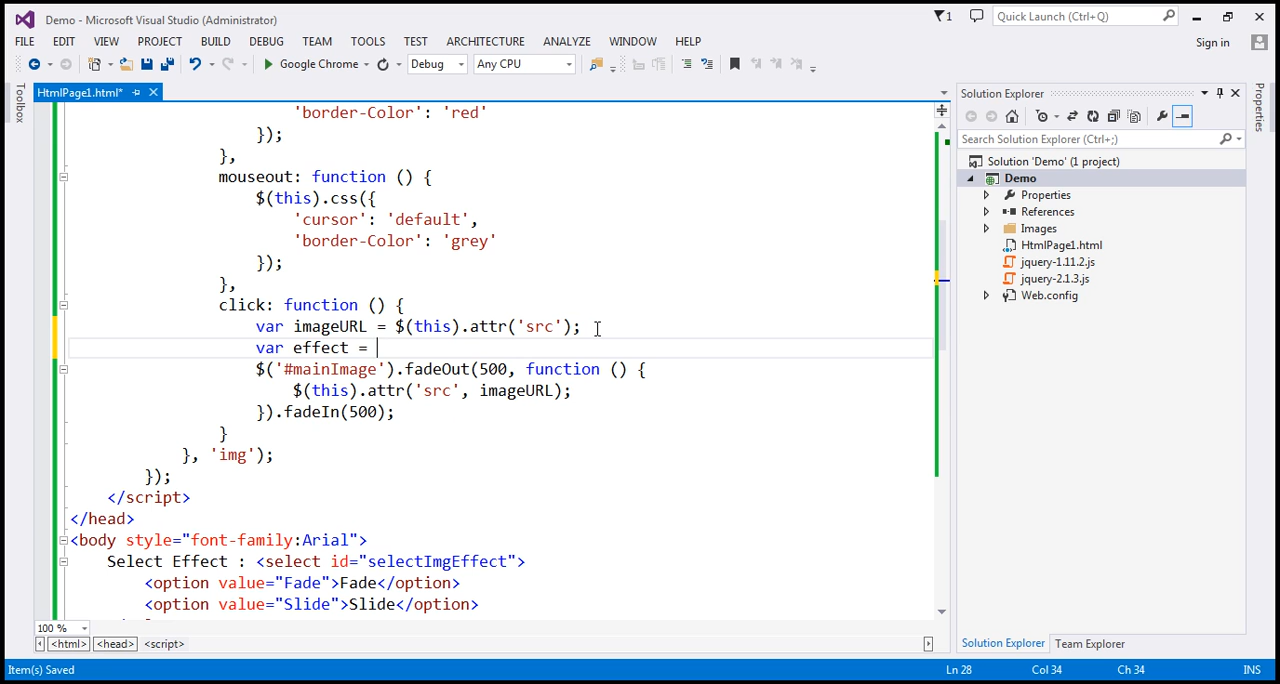 Demo - Microsoft Visual Studio (Administrator)
1
Quick Launch (Ctrl+Q)
FILE EDIT VIEW PROJECT BUILD DEBUG TEAM TOOLS TEST ARCHITECTURE ANALYZE WINDOW HELP
Sign in
Google Chrome Debug Any CPU
Toolbox
HtmlPage1.html*
Solution Explorer
Properties
Search Solution Explorer (Ctrl+;)
Solution 'Demo' (1 project)
Demo
Properties
References
Images
HtmlPage1.html
jquery-1.11.2.js
jquery-2.1.3.js
Web.config
'border-Color': 'red'
});
},
mouseout: function () {
$(this).css({
'cursor': 'default',
'border-Color': 'grey'
});
},
click: function () {
var imageURL = $(this).attr('src');
var effect =
$('#mainImage').fadeOut(500, function () {
$(this).attr('src', imageURL);
}).fadeIn(500);
}
}, 'img');
});
</script>
</head>
<body style="font-family:Arial">
Select Effect : <select id="selectImgEffect">
<option value="Fade">Fade</option>
<option value="Slide">Slide</option>
100 %
<html> <head> <script>
Solution Explorer Team Explorer
Item(s) Saved
Ln 28 Col 34 Ch 34 INS